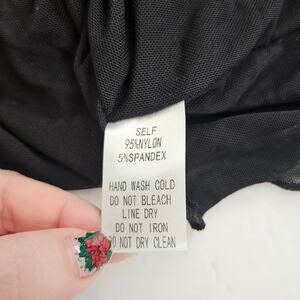 SELF
95%NYLON
5%SPANDEX
HAND WASH COLD
DO NOT BLEACH
LINE DRY
DO NOT IRON
DO NOT DRY CLEAN